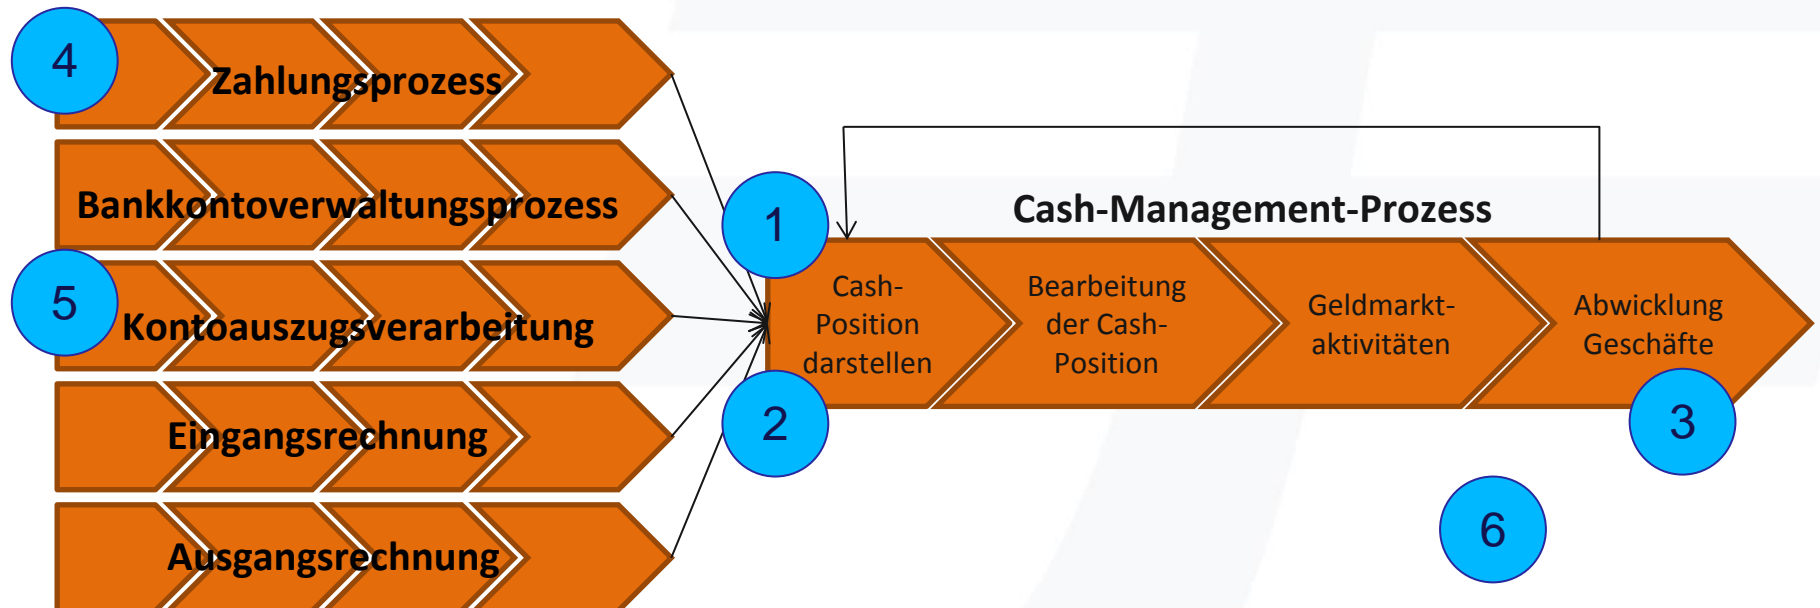 4
Zahlungsprozess
Bankkontoverwaltungsprozess
5
Kontoauszugsverarbeitung
Eingangsrechnung
Ausgangsrechnung
1
2
Cash-Management-Prozess
Cash-
Position
darstellen
Bearbeitung
der Cash-
Position
Geldmarkt-
aktivitäten
Abwicklung
Geschäfte
3
6